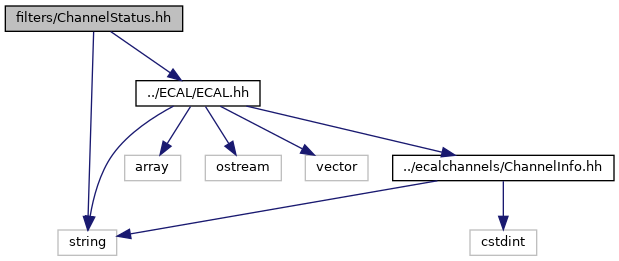 filters/ChannelStatus.hh
../ECAL/ECAL.hh
array
ostream
vector
../ecalchannels/ChannelInfo.hh
string
cstdint